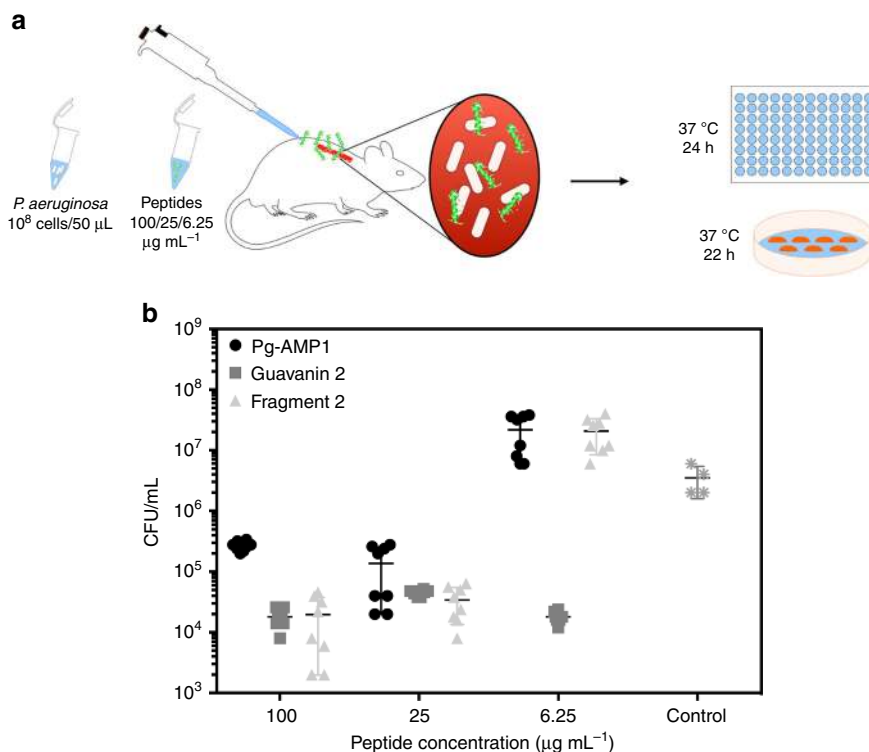 a
P. aeruginosa
10⁸ cells/50 µL
Peptides
100/25/6.25
µg mL⁻¹
37 °C
24 h
37 °C
22 h
b
10⁹
10⁸
10⁷
10⁶
10⁵
10⁴
10³
CFU/mL
Pg-AMP1
Guavanin 2
Fragment 2
100 25 6.25 Control
Peptide concentration (µg mL⁻¹)